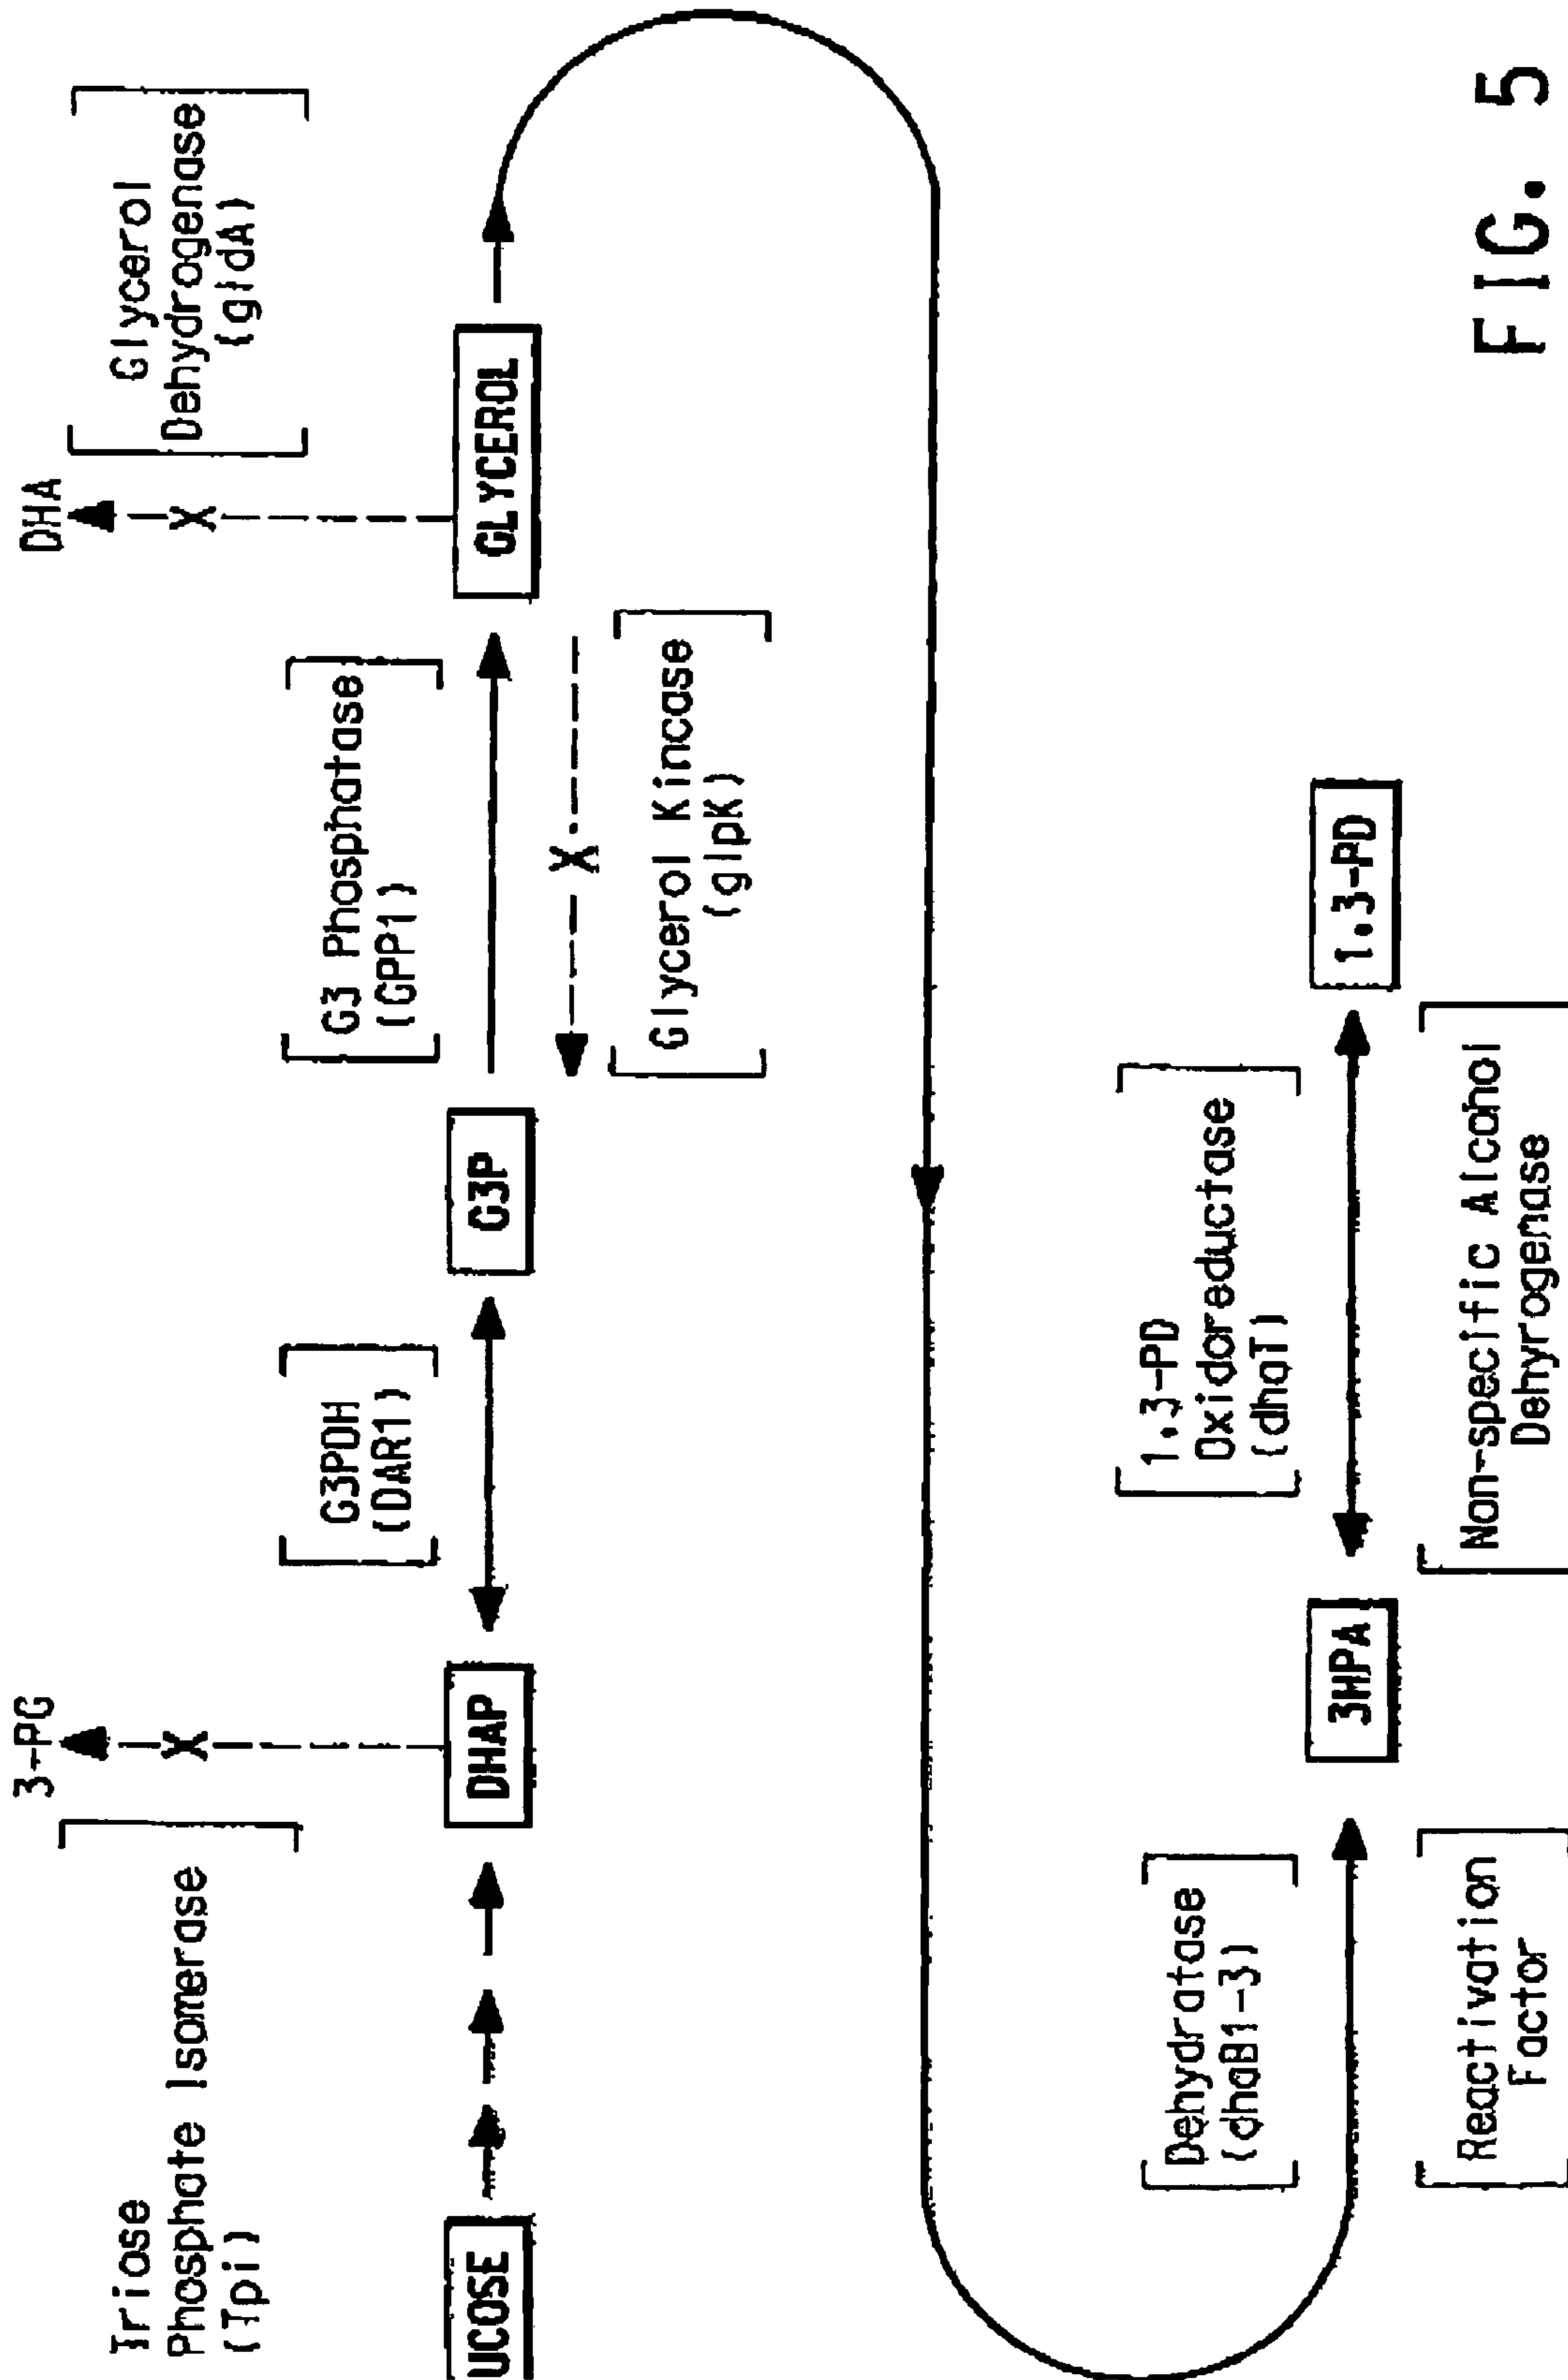 3-PG
DHA
Triose
Phosphate Isomerase
(Tpi)
Glycerol
Dehydrogenase
(gldA)
G3PDH
(DAR1)
G3 Phosphatase
(GPP1)
UCOSE
DHAP
G3P
GLYCEROL
X
X
X
Glycerol Kincase
(glpK)
Dehydratase
(dhaB1-3)
1.3-PD
Oxidoreductase
(dhaT)
3HPA
1.3-PD
Reactivation
Factor
Non-specific Alcohol
Dehyrogenase
FIG. 5